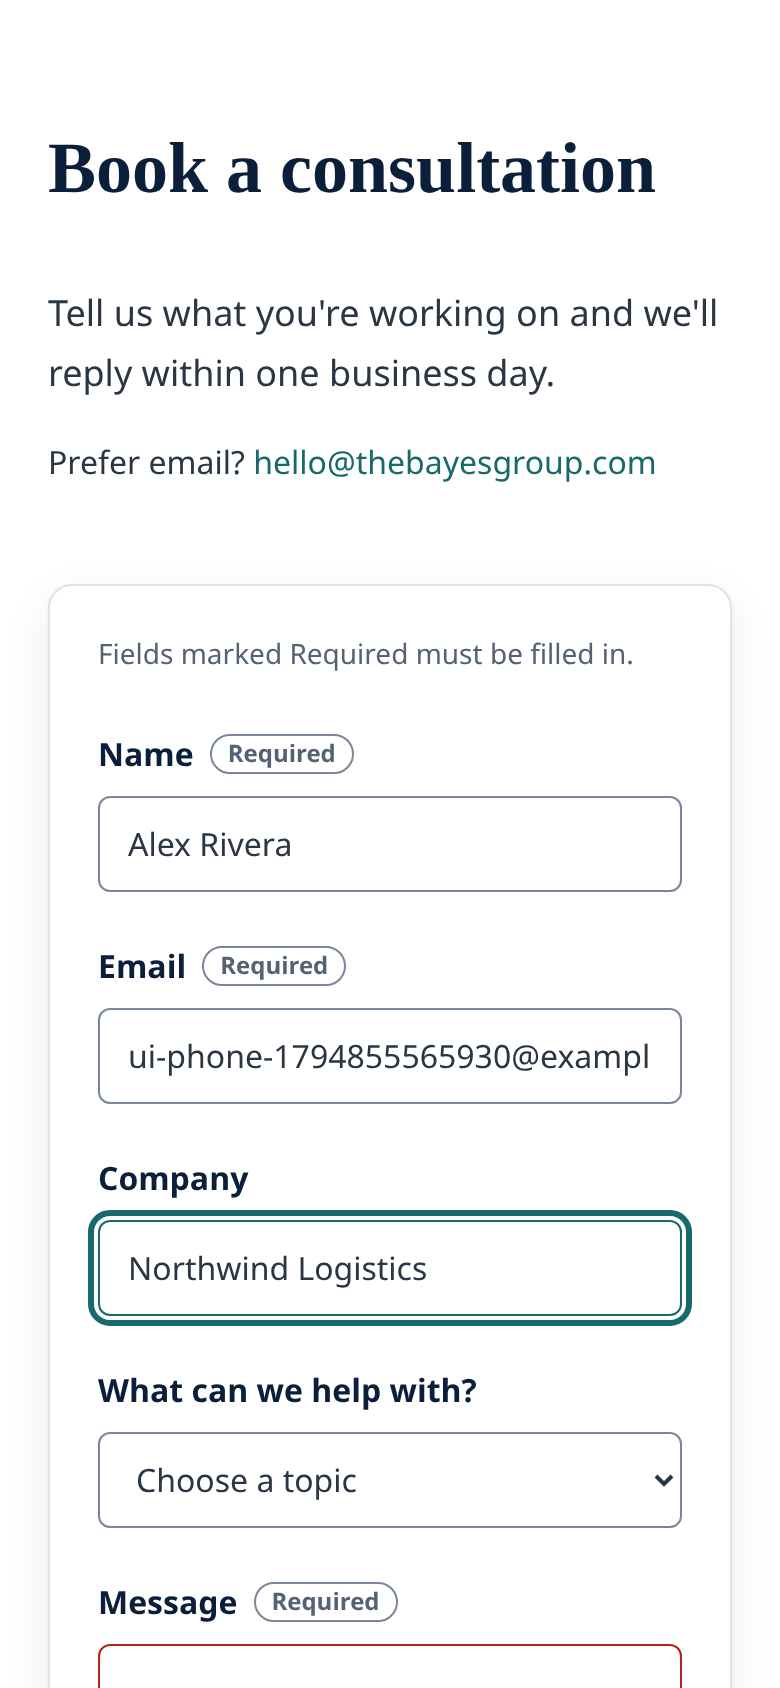 Book a consultation
Tell us what you're working on and we'll
reply within one business day.
Prefer email? hello@thebayesgroup.com
Fields marked Required must be filled in.
Name Required
Alex Rivera
Email Required
ui-phone-1794855565930@exampl
Company
Northwind Logistics
What can we help with?
Choose a topic
Message Required